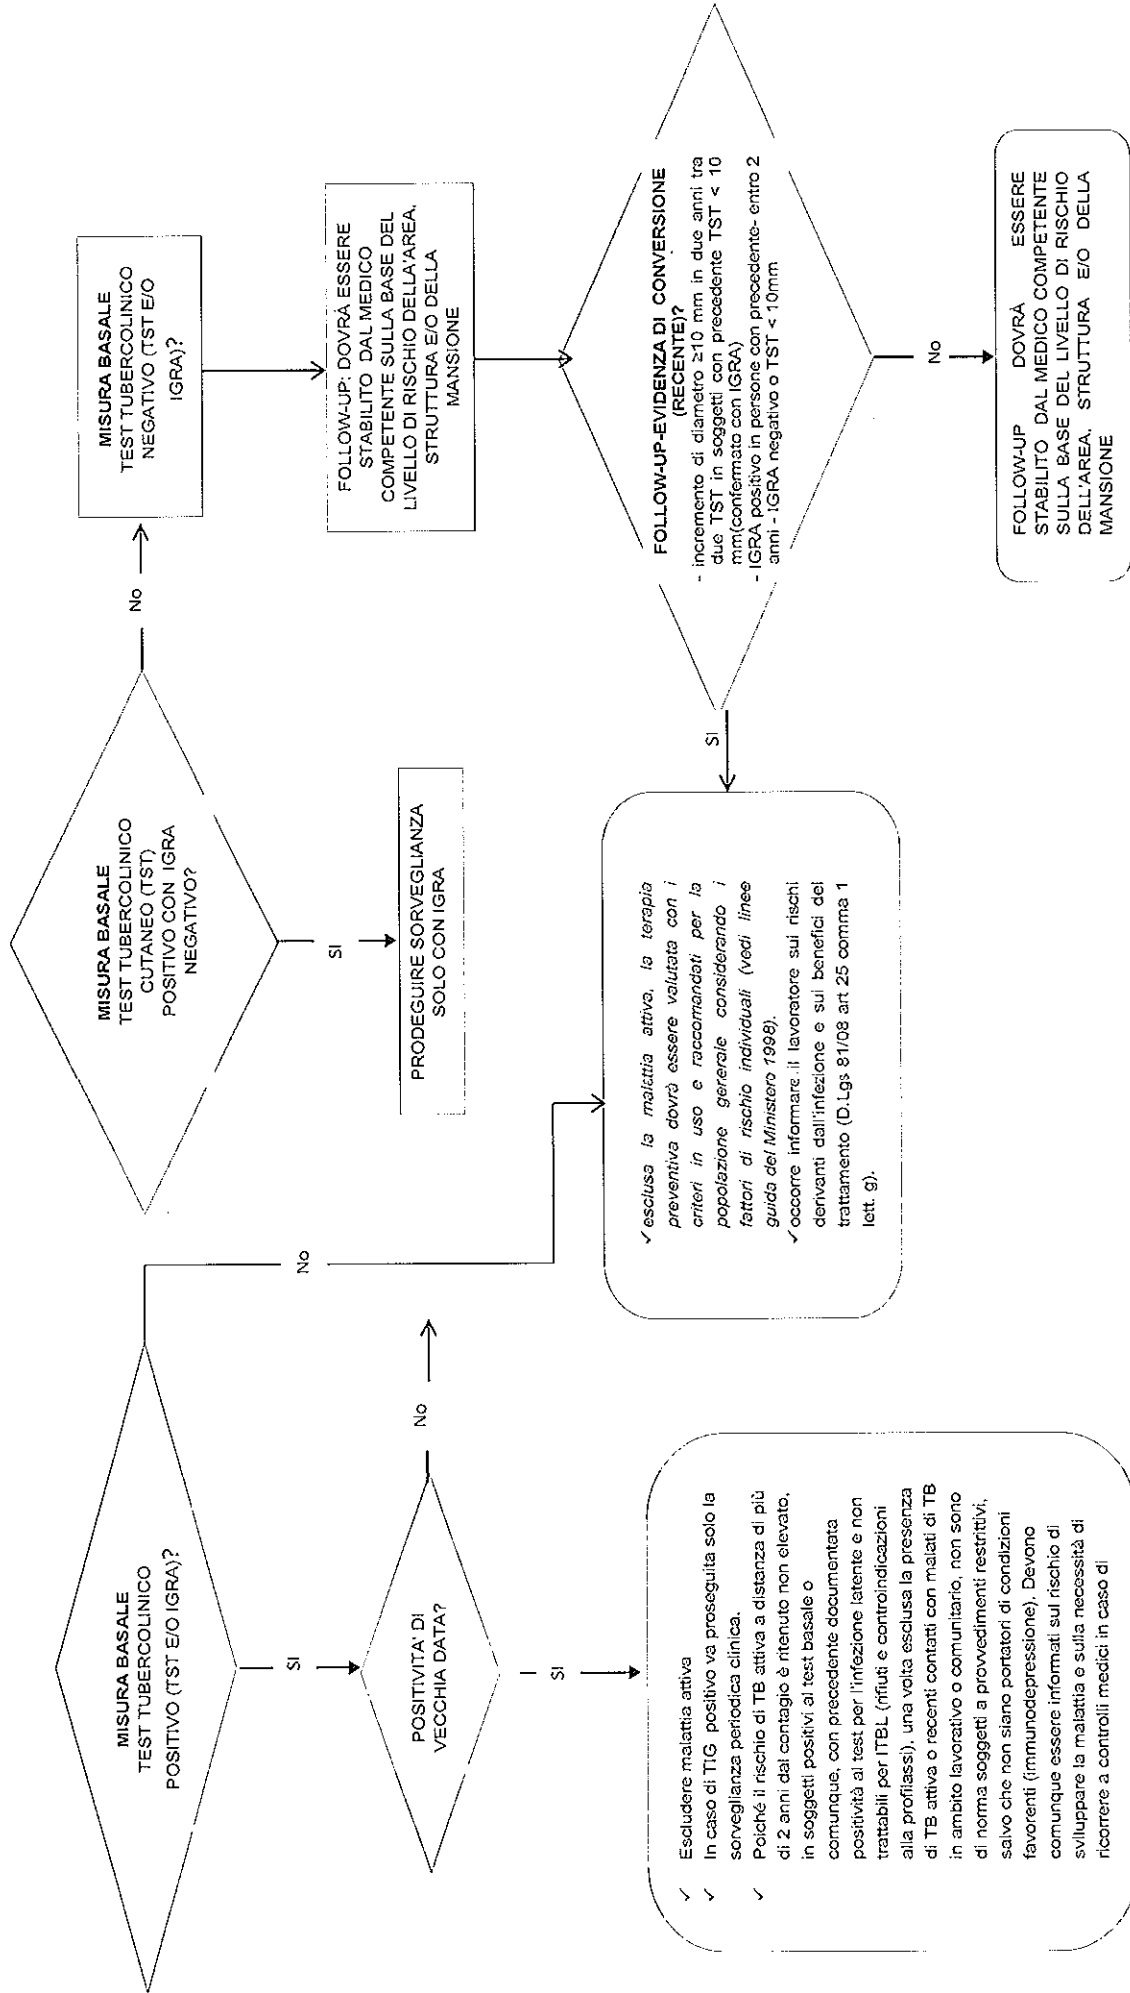 MISURA BASALE
TEST TUBERCOLINICO
POSITIVO (TST E/O IGRA)?
SI
No
POSITIVITA' DI
VECCHIA DATA?
No
SI
✓ Escludere malattia attiva
✓ In caso di TIG positivo va proseguita solo la
sorveglianza periodica clinica.
✓ Poiché il rischio di TB attiva a distanza di più
di 2 anni dal contagio è ritenuto non elevato,
in soggetti positivi al test basale o
comunque, con precedente documentata
positività al test per l'infezione latente e non
trattabili per ITBL (rifiuti e controindicazioni
alla profilassi), una volta esclusa la presenza
di TB attiva o recenti contatti con malati di TB
in ambito lavorativo o comunitario, non sono
di norma soggetti a provvedimenti restrittivi,
salvo che non siano portatori di condizioni
favorenti (immunodepressione). Devono
comunque essere informati sul rischio di
sviluppare la malattia e sulla necessità di
ricorrere a controlli medici in caso di
MISURA BASALE
TEST TUBERCOLINICO
CUTANEO (TST)
POSITIVO CON IGRA
NEGATIVO?
SI
No
PRODEGUIRE SORVEGLIANZA
SOLO CON IGRA
✓ esclusa la malattia attiva, la terapia
preventiva dovrà essere valutata con i
criteri in uso e raccomandati per la
popolazione generale considerando i
fattori di rischio individuali (vedi linee
guida del Ministero 1998).
✓ occorre informare il lavoratore sui rischi
derivanti dall'infezione e sui benefici del
trattamento (D.Lgs 81/08 art 25 comma 1
lett. g).
MISURA BASALE
TEST TUBERCOLINICO
NEGATIVO (TST E/O
IGRA)?
FOLLOW-UP: DOVRÀ ESSERE
STABILITO DAL MEDICO
COMPETENTE SULLA BASE DEL
LIVELLO DI RISCHIO DELL'AREA,
STRUTTURA E/O DELLA
MANSIONE
FOLLOW-UP-EVIDENZA DI CONVERSIONE
(RECENTE)?
- incremento di diametro ≥10 mm in due anni tra
due TST in soggetti con precedente TST < 10
mm(confermato con IGRA)
- IGRA positivo in persone con precedente- entro 2
anni - IGRA negativo o TST < 10mm
SI
No
FOLLOW-UP DOVRÀ ESSERE
STABILITO DAL MEDICO COMPETENTE
SULLA BASE DEL LIVELLO DI RISCHIO
DELL'AREA, STRUTTURA E/O DELLA
MANSIONE